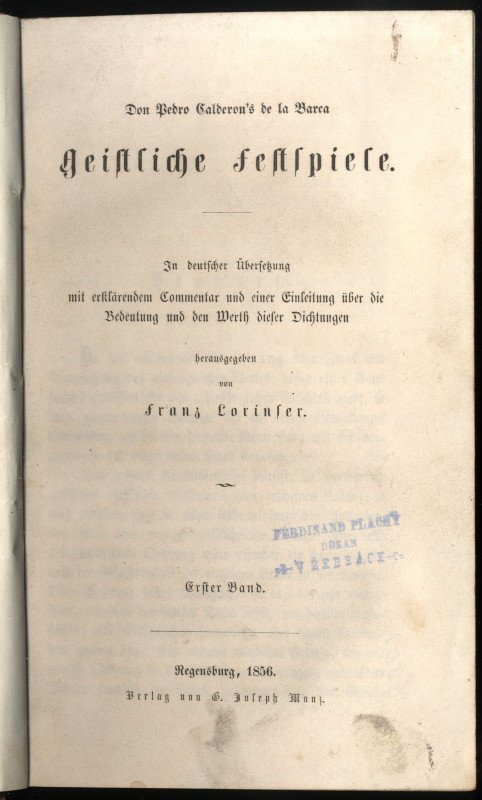 Don Pedro Calderon's de la Barca
Geistliche Festspiele.
In deutscher Übersetzung
mit erklärendem Commentar und einer Einleitung über die
Bedeutung und den Werth dieser Dichtungen
herausgegeben
von
Franz Lorinser.
FERDINAND PLACHÝ
DĚKAN
Erster Band.
Regensburg, 1856.
Verlag von G. Joseph Manz.